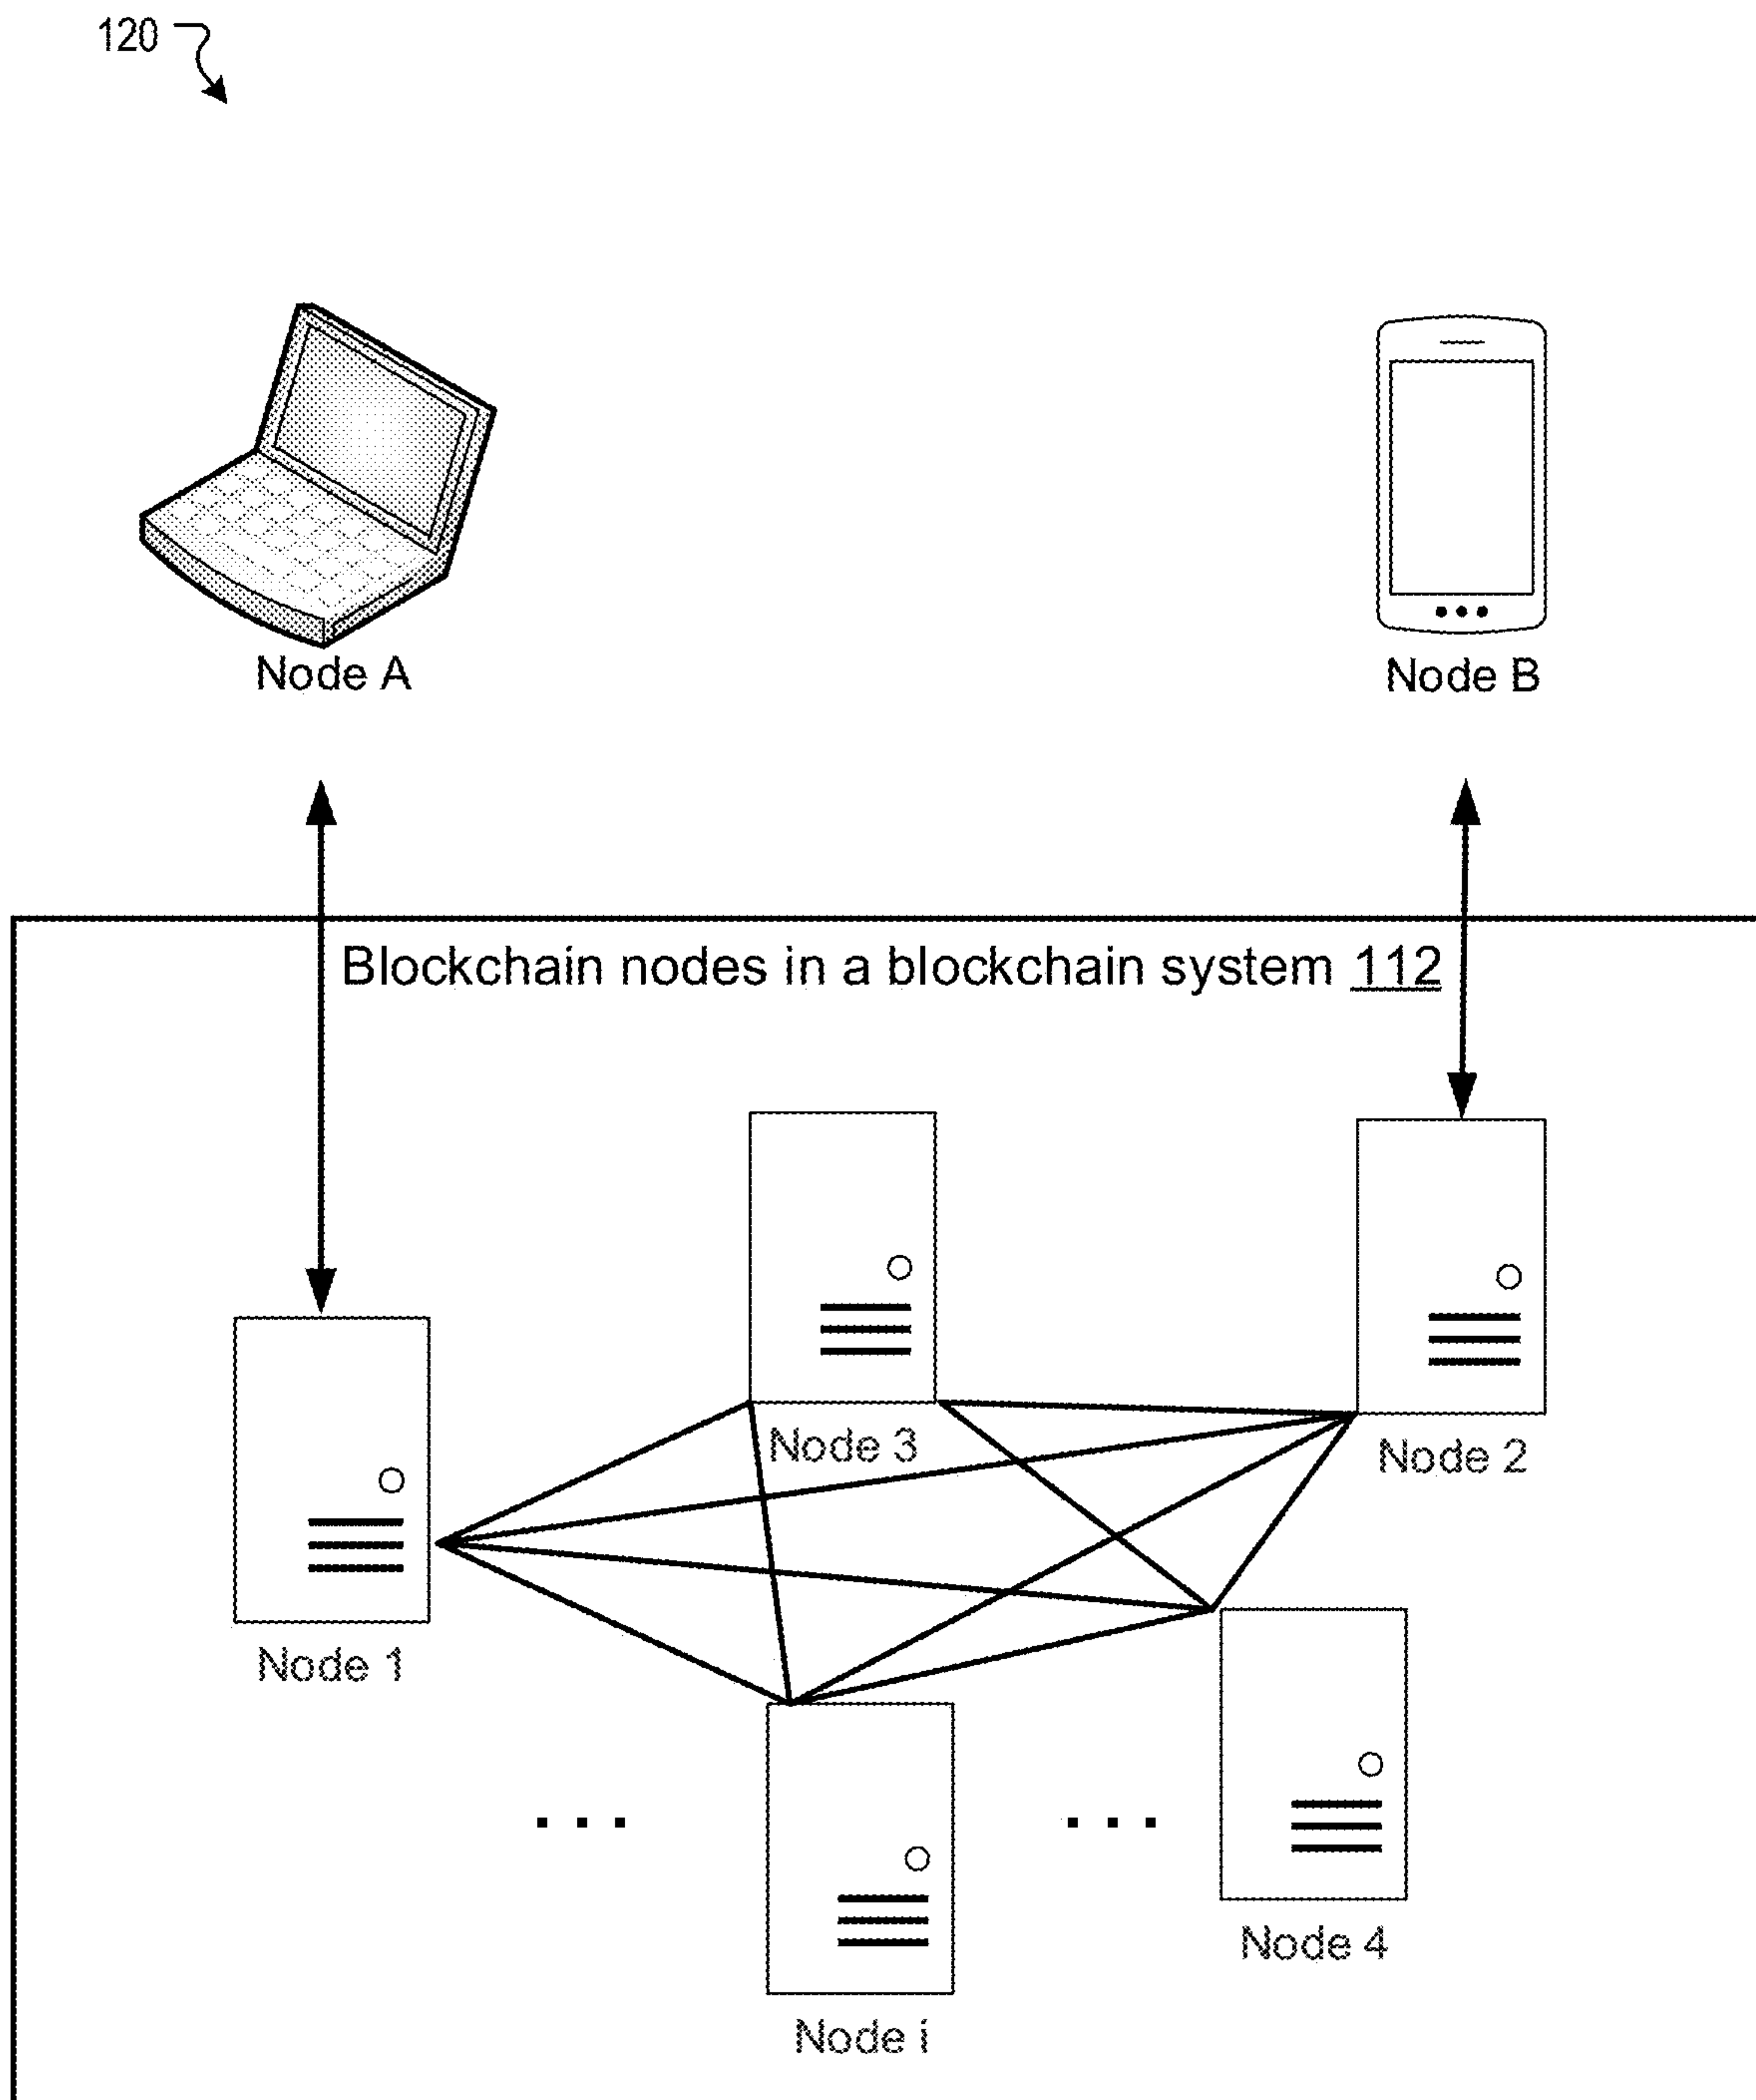 120
Node A
Node B
Blockchain nodes in a blockchain system 112
Node 3
Node 2
Node 1
Node 4
Node i